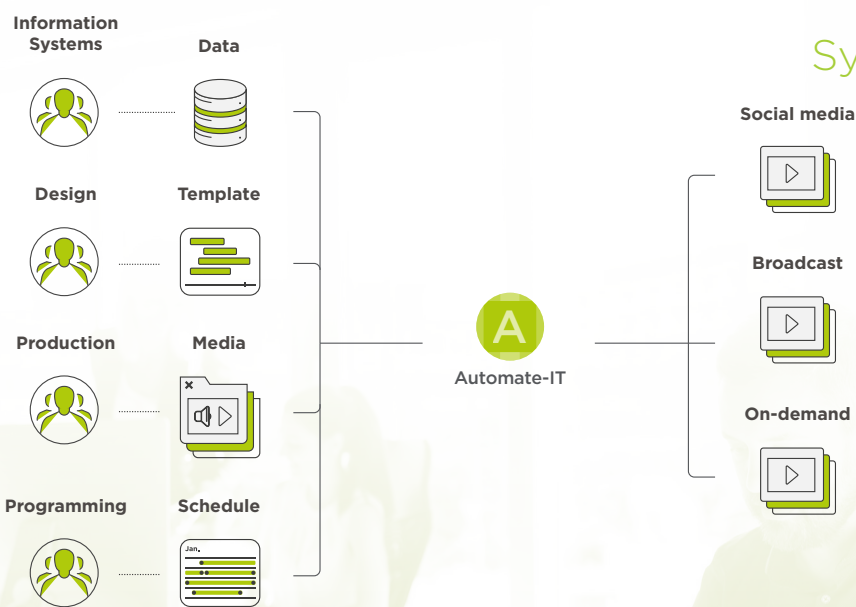 Information
Systems
Data
Sy
Social media
Design
Template
Broadcast
Production
Media
A
Automate-IT
On-demand
Programming
Schedule
Jan.